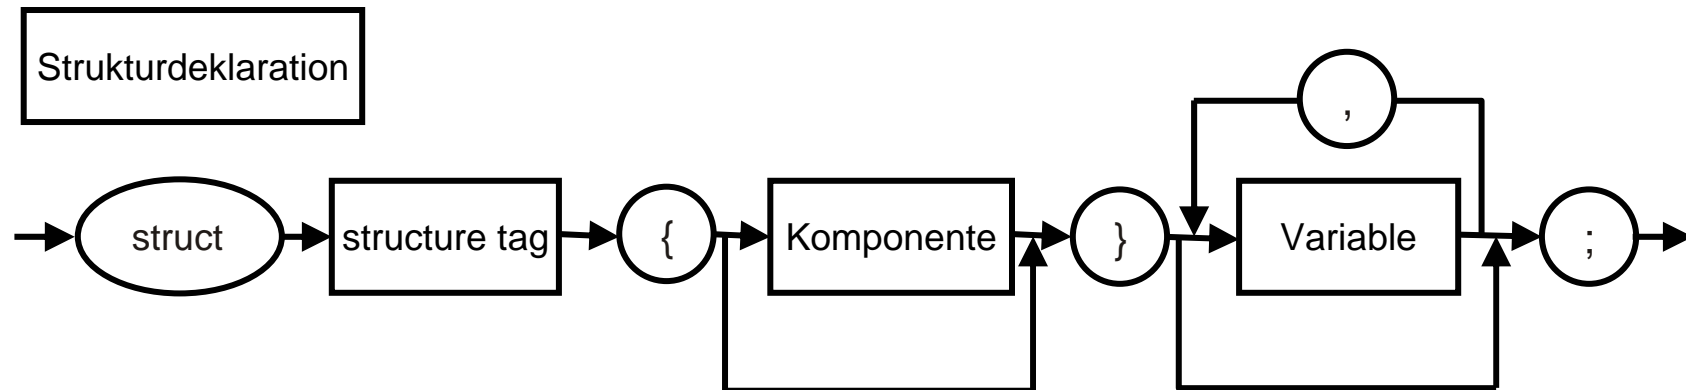 Strukturdeklaration
,
struct structure tag { Komponente } Variable ;